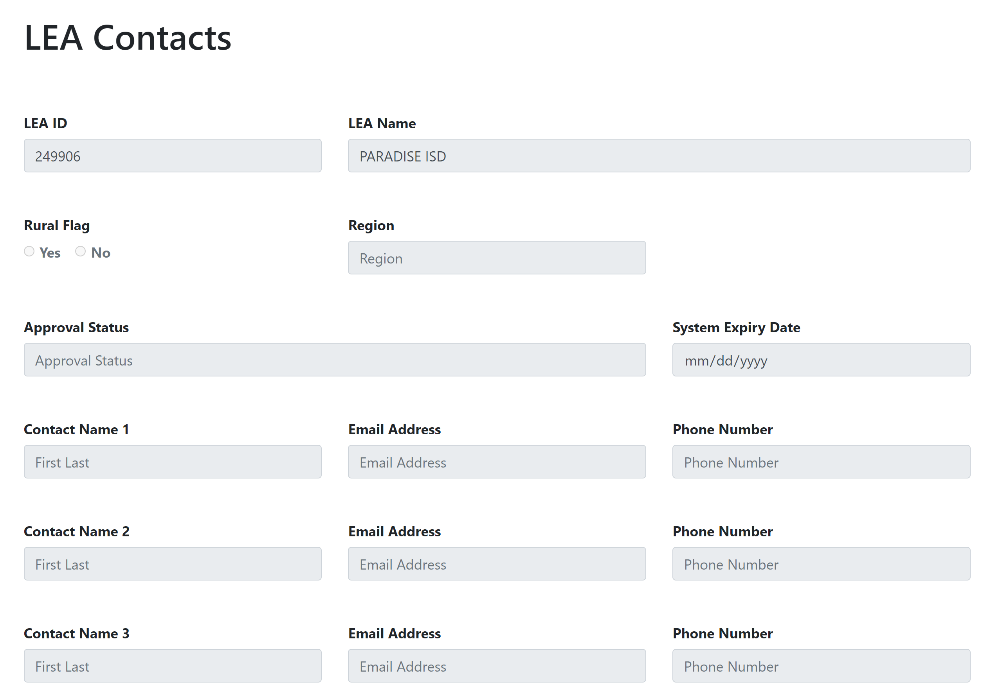 LEA Contacts
LEA ID LEA Name
249906 PARADISE ISD
Rural Flag Region
Yes No
Region
Approval Status System Expiry Date
Approval Status mm/dd/yyyy
Contact Name 1 Email Address Phone Number
First Last Email Address Phone Number
Contact Name 2 Email Address Phone Number
First Last Email Address Phone Number
Contact Name 3 Email Address Phone Number
First Last Email Address Phone Number